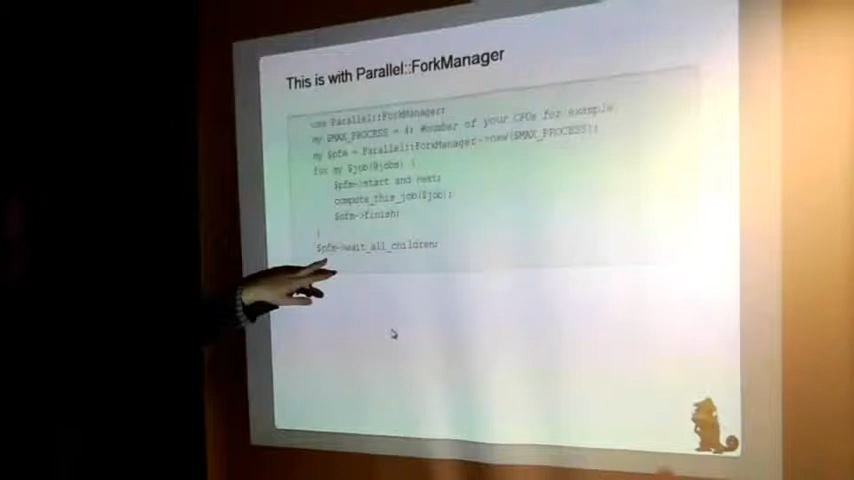 This is with Parallel::ForkManager
use Parallel::ForkManager;
my $MAX_PROCESS = 4; #number of your CPUs for example
my $pfm = Parallel::ForkManager->new($MAX_PROCESS);
for my $job(@jobs) {
$pfm->start and next;
compute_this_job($job);
$pfm->finish;
}
$pfm->wait_all_children;